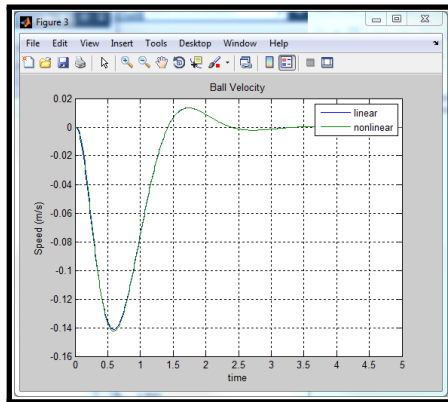 Figure 3
File Edit View Insert Tools Desktop Window Help
Ball Velocity
linear
nonlinear
0.02
0
-0.02
-0.04
-0.06
-0.08
-0.1
-0.12
-0.14
-0.16
Speed (m/s)
0 0.5 1 1.5 2 2.5 3 3.5 4 4.5 5
time